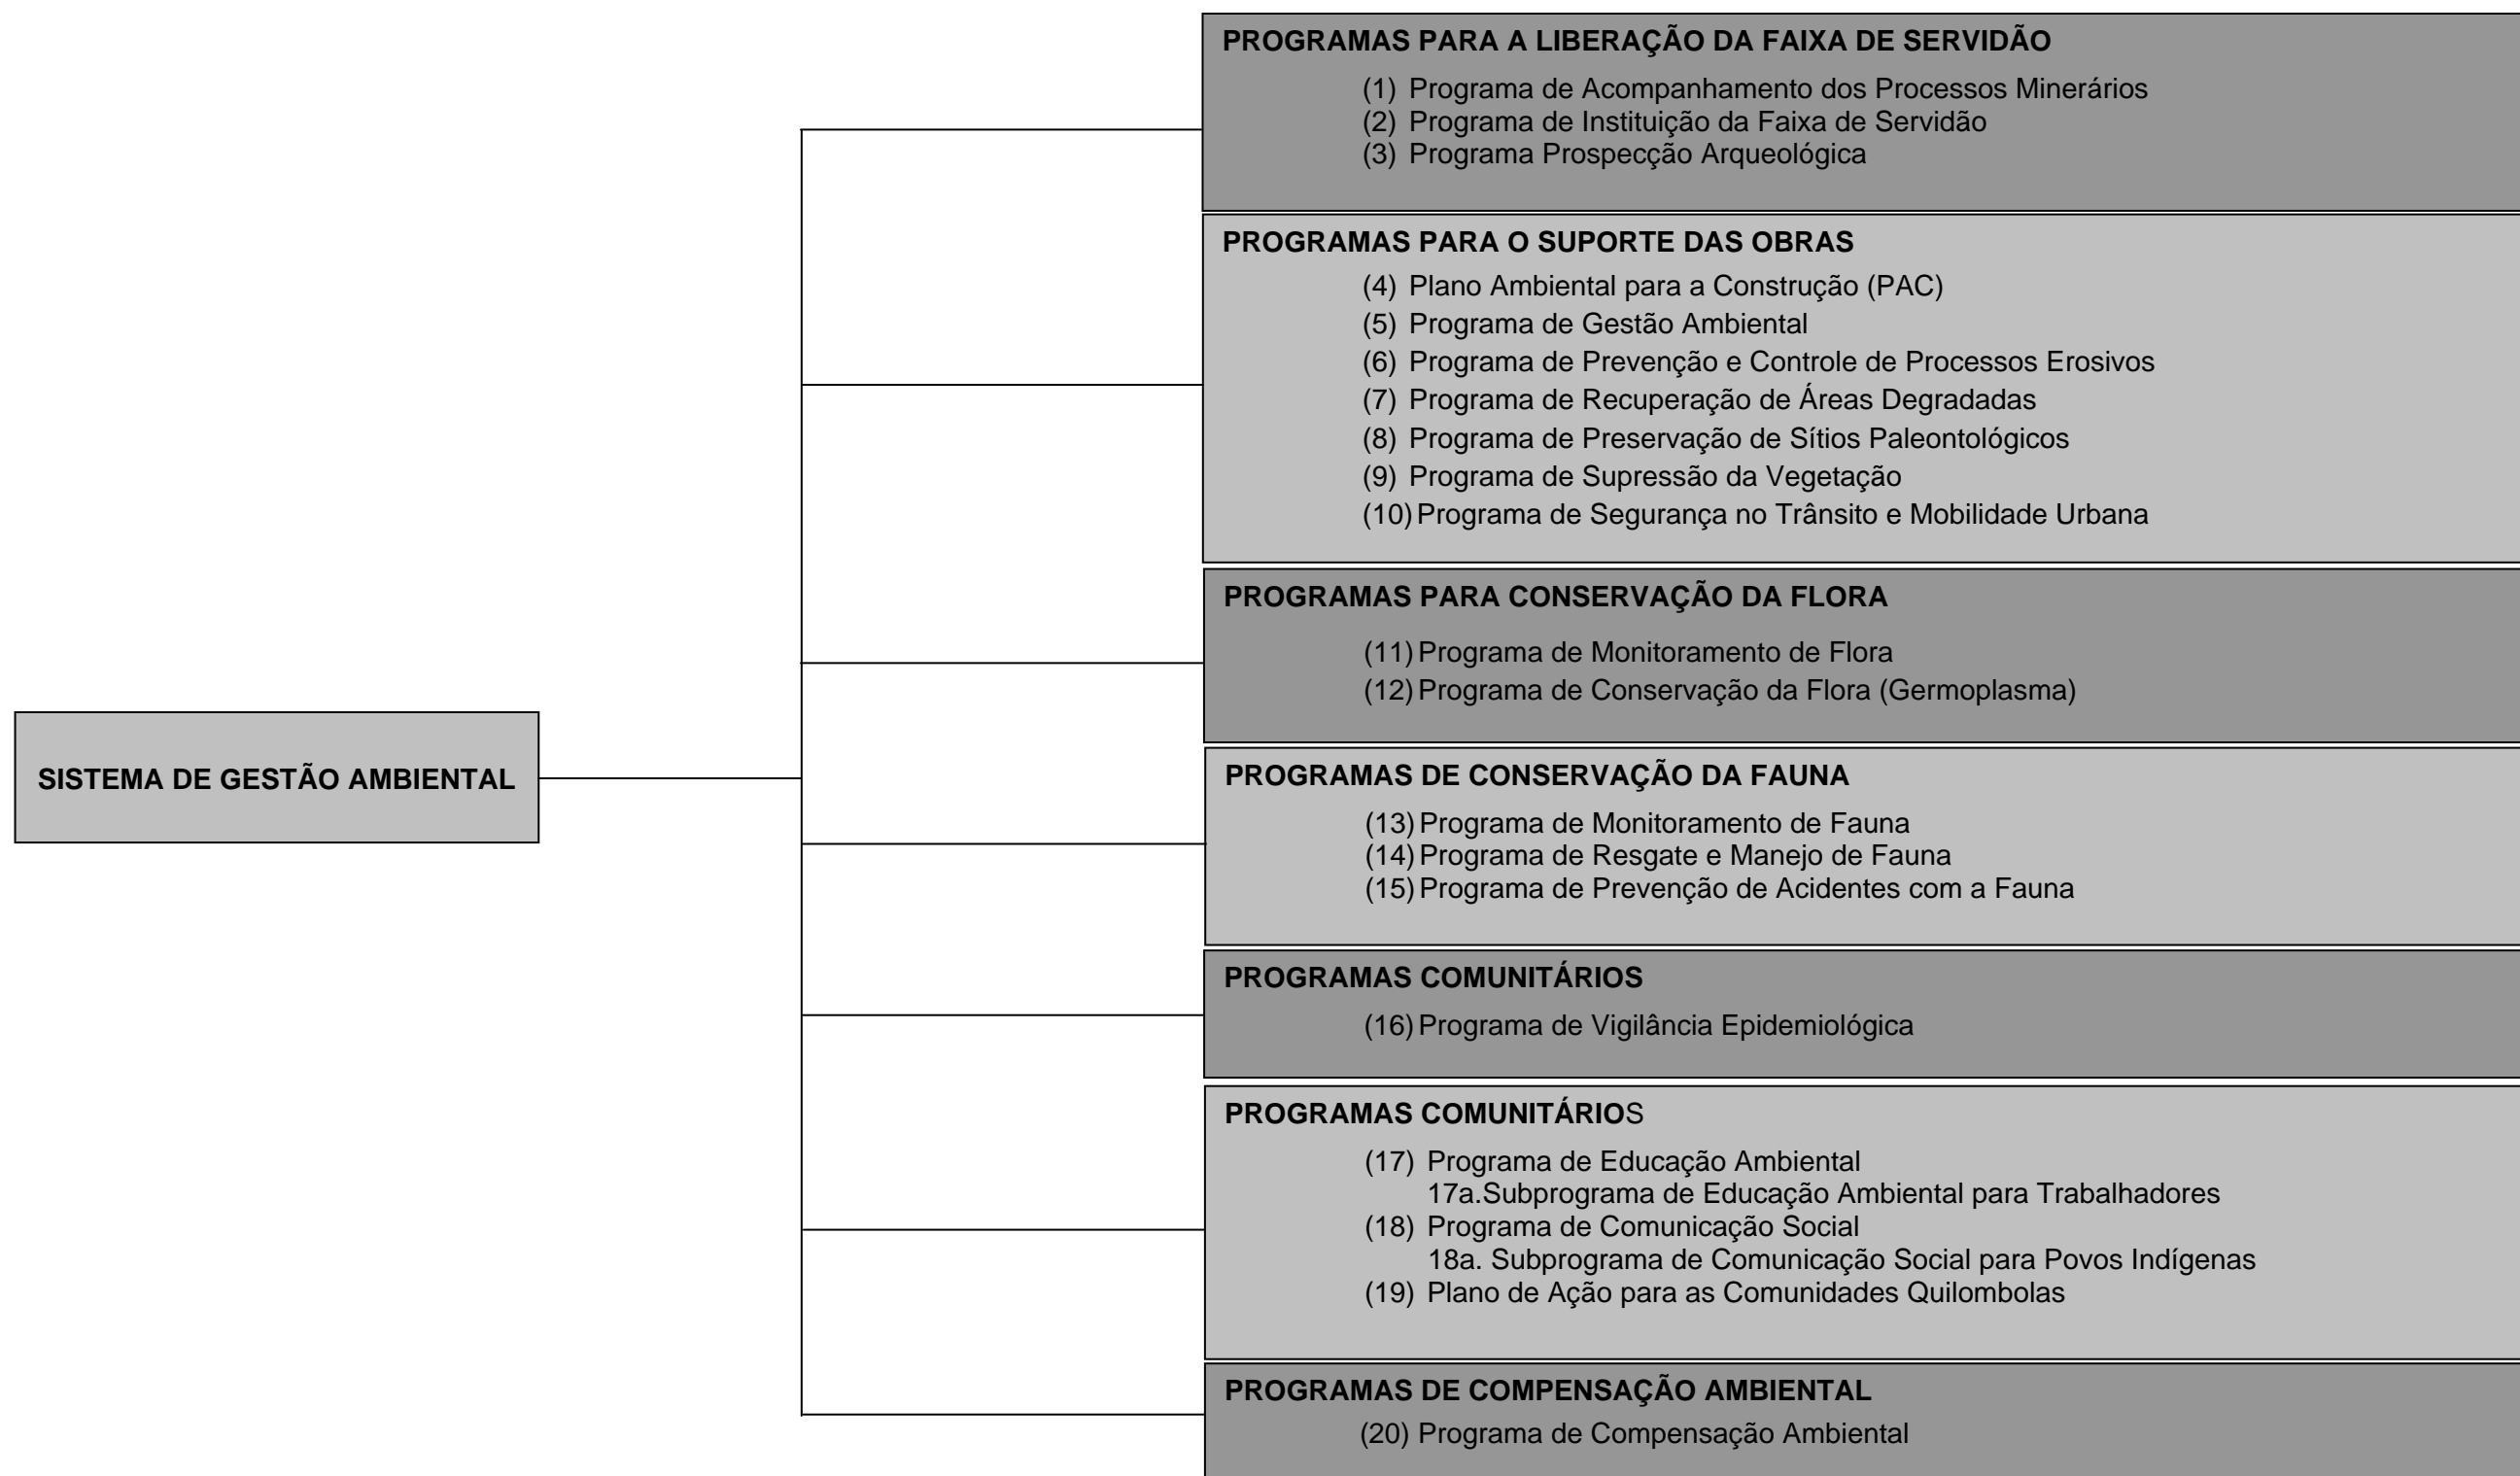 PROGRAMAS PARA A LIBERAÇÃO DA FAIXA DE SERVIDÃO
(1) Programa de Acompanhamento dos Processos Minerários
(2) Programa de Instituição da Faixa de Servidão
(3) Programa Prospecção Arqueológica
PROGRAMAS PARA O SUPORTE DAS OBRAS
(4) Plano Ambiental para a Construção (PAC)
(5) Programa de Gestão Ambiental
(6) Programa de Prevenção e Controle de Processos Erosivos
(7) Programa de Recuperação de Áreas Degradadas
(8) Programa de Preservação de Sítios Paleontológicos
(9) Programa de Supressão da Vegetação
(10) Programa de Segurança no Trânsito e Mobilidade Urbana
PROGRAMAS PARA CONSERVAÇÃO DA FLORA
(11) Programa de Monitoramento de Flora
(12) Programa de Conservação da Flora (Germoplasma)
SISTEMA DE GESTÃO AMBIENTAL
PROGRAMAS DE CONSERVAÇÃO DA FAUNA
(13) Programa de Monitoramento de Fauna
(14) Programa de Resgate e Manejo de Fauna
(15) Programa de Prevenção de Acidentes com a Fauna
PROGRAMAS COMUNITÁRIOS
(16) Programa de Vigilância Epidemiológica
PROGRAMAS COMUNITÁRIOS
(17) Programa de Educação Ambiental
17a.Subprograma de Educação Ambiental para Trabalhadores
(18) Programa de Comunicação Social
18a. Subprograma de Comunicação Social para Povos Indígenas
(19) Plano de Ação para as Comunidades Quilombolas
PROGRAMAS DE COMPENSAÇÃO AMBIENTAL
(20) Programa de Compensação Ambiental